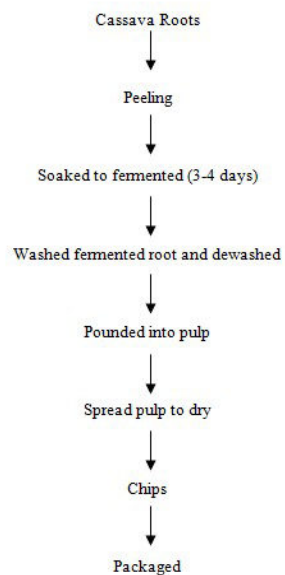 Cassava Roots
Peeling
Soaked to fermented (3-4 days)
Washed fermented root and dewashed
Pounded into pulp
Spread pulp to dry
Chips
Packaged